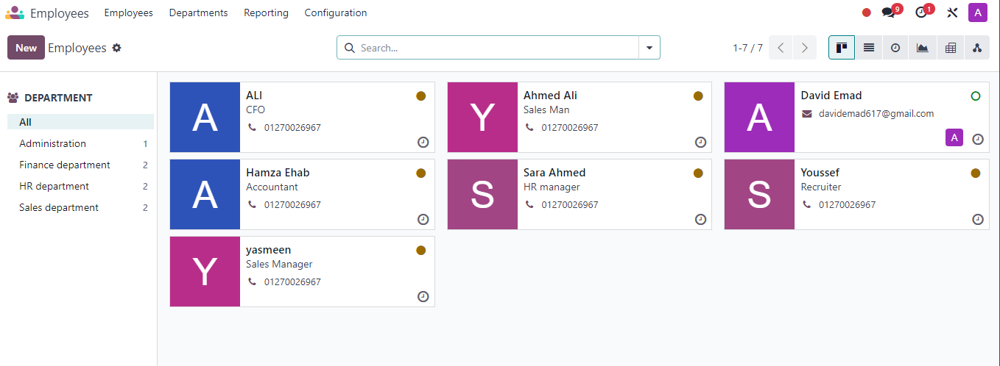 Employees Employees Departments Reporting Configuration 9 1 A
New Employees Search... 1-7 / 7
DEPARTMENT
All
Administration 1
Finance department 2
HR department 2
Sales department 2
A
ALI
CFO
01270026967
Y
Ahmed Ali
Sales Man
01270026967
A
David Emad
davidemad617@gmail.com
A
A
Hamza Ehab
Accountant
01270026967
S
Sara Ahmed
HR manager
01270026967
S
Youssef
Recruiter
01270026967
Y
yasmeen
Sales Manager
01270026967